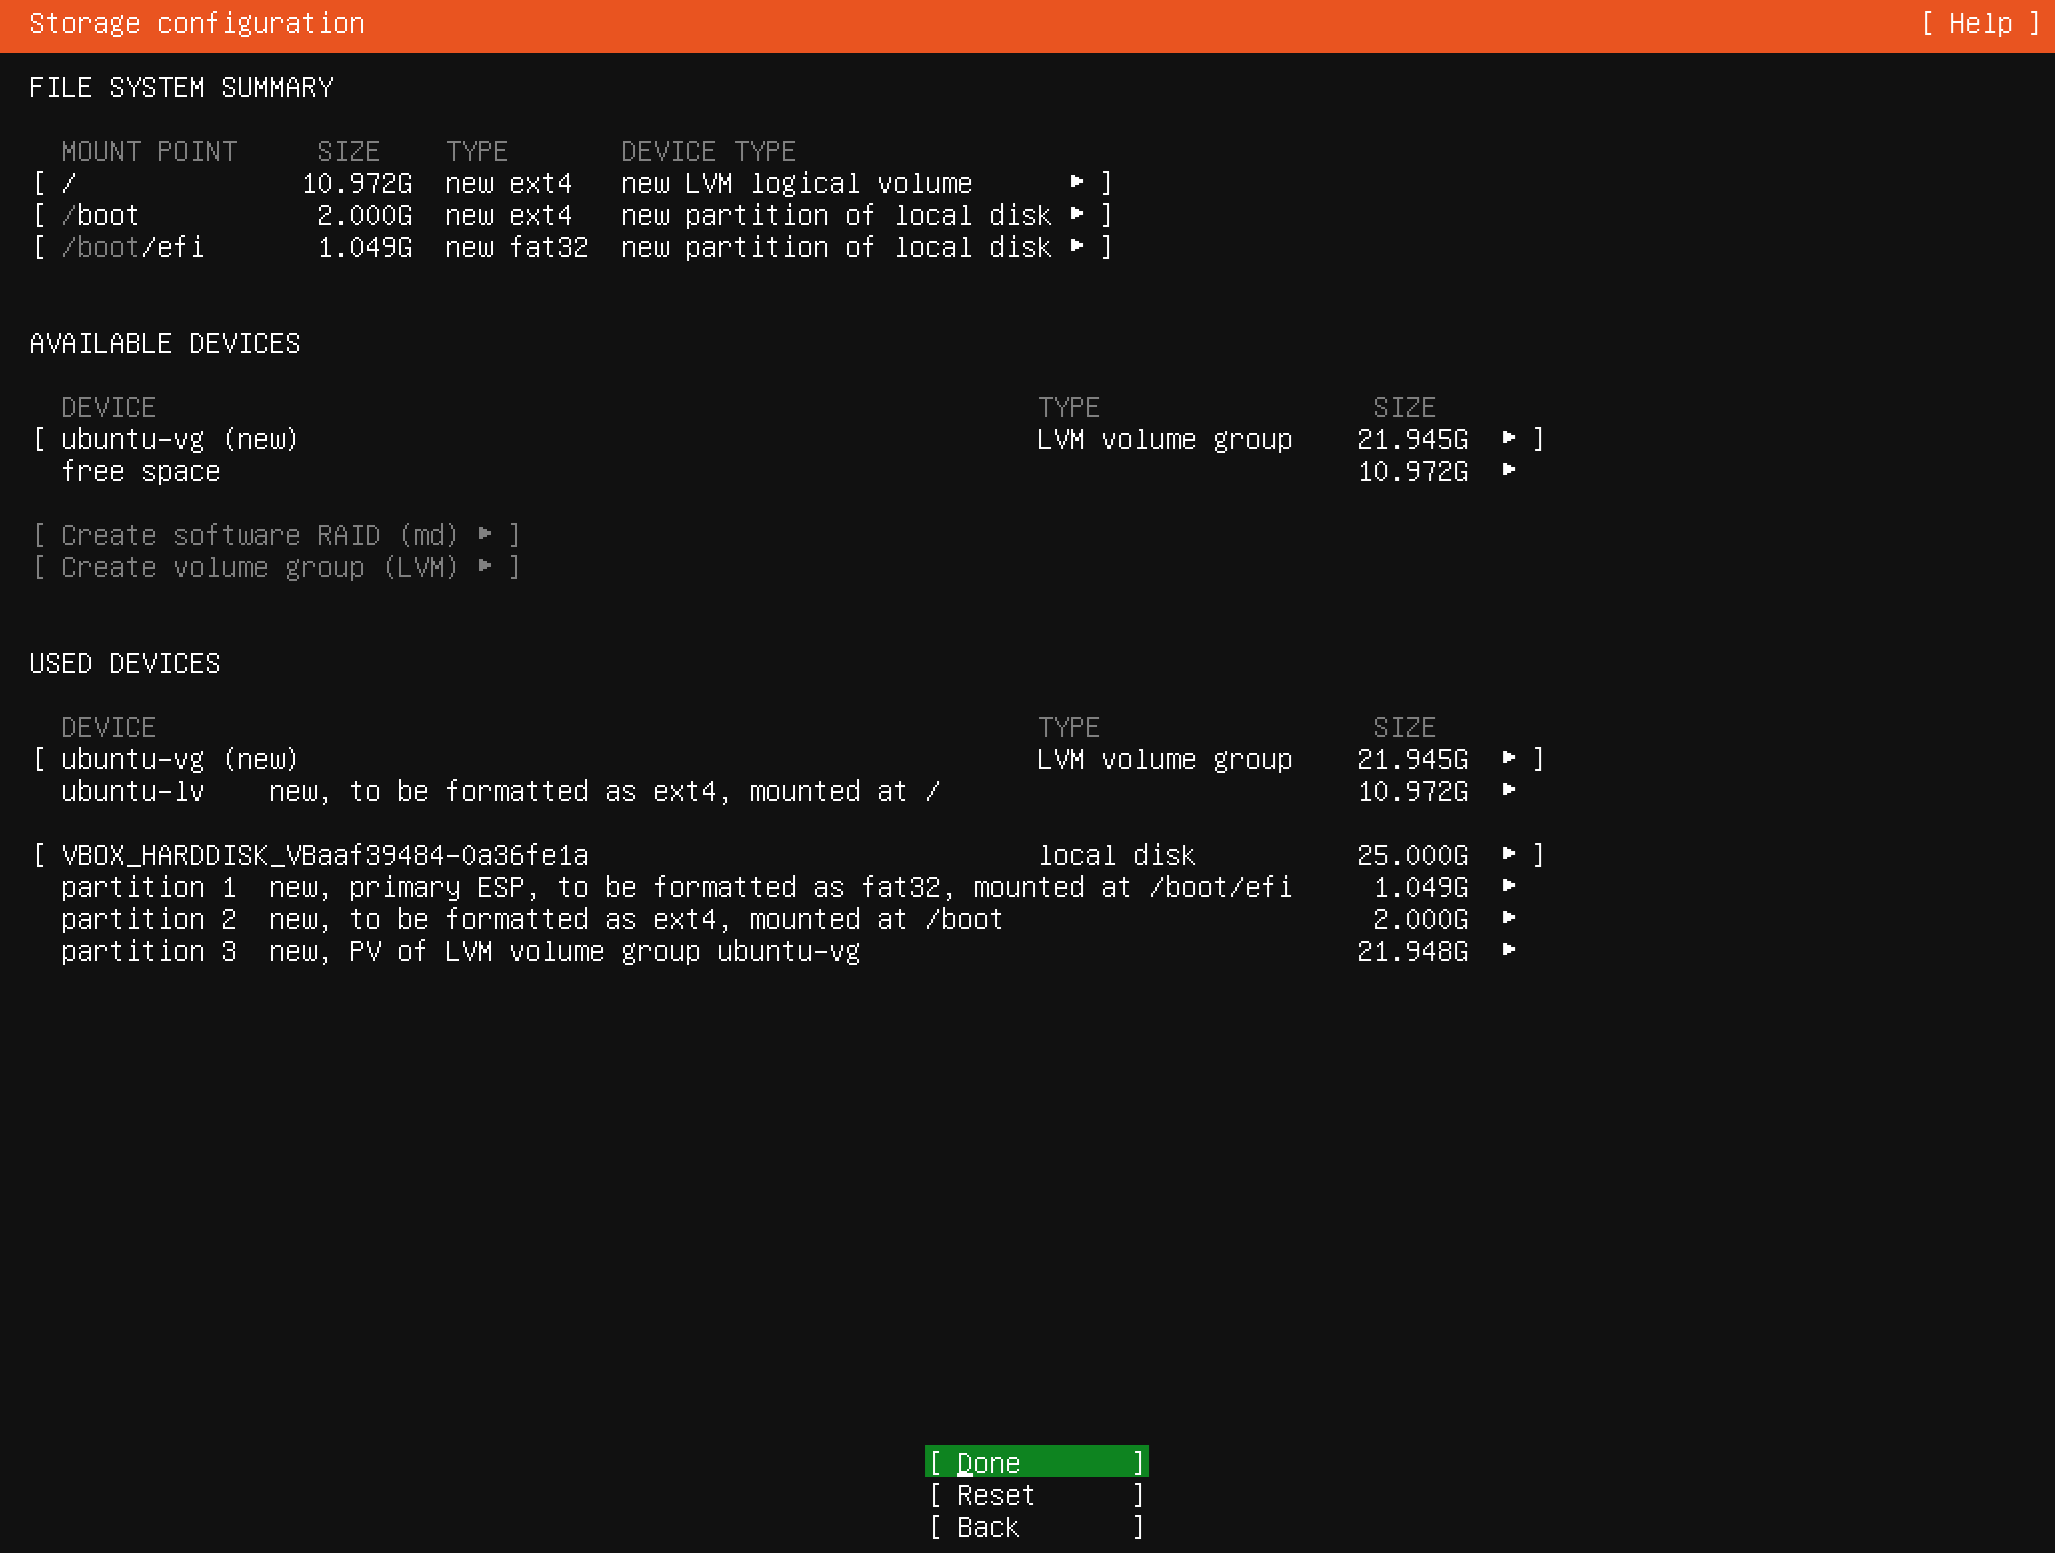 Storage configuration [ Help ]
FILE SYSTEM SUMMARY
MOUNT POINT SIZE TYPE DEVICE TYPE
[ / 10.972G new ext4 new LVM logical volume ▸ ]
[ /boot 2.000G new ext4 new partition of local disk ▸ ]
[ /boot/efi 1.049G new fat32 new partition of local disk ▸ ]
AVAILABLE DEVICES
DEVICE TYPE SIZE
[ ubuntu-vg (new) LVM volume group 21.945G ▸ ]
free space 10.972G ▸
[ Create software RAID (md) ▸ ]
[ Create volume group (LVM) ▸ ]
USED DEVICES
DEVICE TYPE SIZE
[ ubuntu-vg (new) LVM volume group 21.945G ▸ ]
ubuntu-lv new, to be formatted as ext4, mounted at / 10.972G ▸
[ VBOX_HARDDISK_VBaaf39484-0a36fe1a local disk 25.000G ▸ ]
partition 1 new, primary ESP, to be formatted as fat32, mounted at /boot/efi 1.049G ▸
partition 2 new, to be formatted as ext4, mounted at /boot 2.000G ▸
partition 3 new, PV of LVM volume group ubuntu-vg 21.948G ▸
[ Done ]
[ Reset ]
[ Back ]